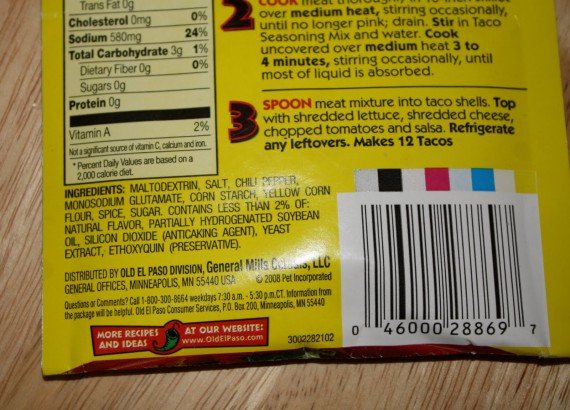 Trans Fat 0g
Cholesterol 0mg 0%
Sodium 580mg 24%
Total Carbohydrate 3g 1%
Dietary Fiber 0g 0%
Sugars 0g
Protein 0g
Vitamin A 2%
Not a significant source of vitamin C, calcium and iron.
* Percent Daily Values are based on a
2,000 calorie diet.
INGREDIENTS: MALTODEXTRIN, SALT, CHILI PEPPER,
MONOSODIUM GLUTAMATE, CORN STARCH, YELLOW CORN
FLOUR, SPICE, SUGAR. CONTAINS LESS THAN 2% OF:
NATURAL FLAVOR, PARTIALLY HYDROGENATED SOYBEAN
OIL, SILICON DIOXIDE (ANTICAKING AGENT), YEAST
EXTRACT, ETHOXYQUIN (PRESERVATIVE).
DISTRIBUTED BY OLD EL PASO DIVISION, General Mills Cereals, LLC
GENERAL OFFICES, MINNEAPOLIS, MN 55440 USA © 2008 Pet Incorporated
Questions or Comments? Call 1-800-300-8664 weekdays 7:30 a.m. - 5:30 p.m. CT. Information from
the package will be helpful. Old El Paso Consumer Services, P.O. Box 200, Minneapolis, MN 55440
MORE RECIPES AND IDEAS
AT OUR WEBSITE:
www.OldElPaso.com
3002282102
2
COOK meat
over medium heat, stirring occasionally,
until no longer pink; drain. Stir in Taco
Seasoning Mix and water. Cook
uncovered over medium heat 3 to
4 minutes, stirring occasionally, until
most of liquid is absorbed.
3
SPOON meat mixture into taco shells. Top
with shredded lettuce, shredded cheese,
chopped tomatoes and salsa. Refrigerate
any leftovers. Makes 12 Tacos
0 46000 28869 7